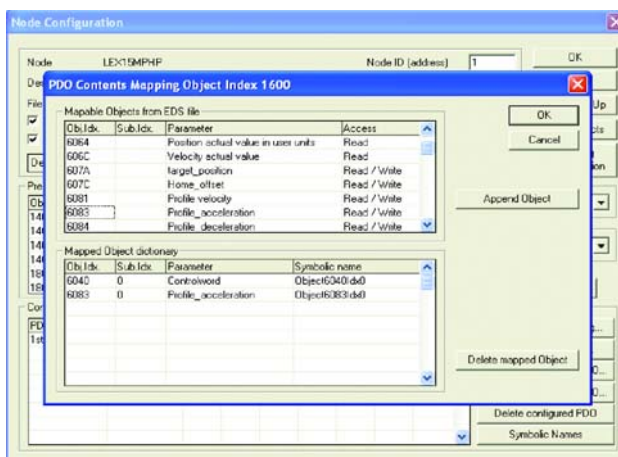 Node Configuration
Node LEX15MPHP Node ID (address) 1 OK
PDO Contents Mapping Object Index 1600
Mapable Objects from EDS file
Obj.Idx. Sub.Idx. Parameter Access
6064 Position actual value in user units Read
606C Velocity actual value Read
607A target_position Read / Write
607C Home_offset Read / Write
6081 Profile velocity Read / Write
6083 Profile_acceleration Read / Write
6084 Profile deceleration Read / Write
OK
Cancel
Append Object
Mapped Object dictionary
Obj.Idx. Sub.Idx. Parameter Symbolic name
6040 0 Controlword Object6040Idx0
6083 0 Profile_acceleration Object6083Idx0
Delete mapped Object
Delete configured PDO
Symbolic Names